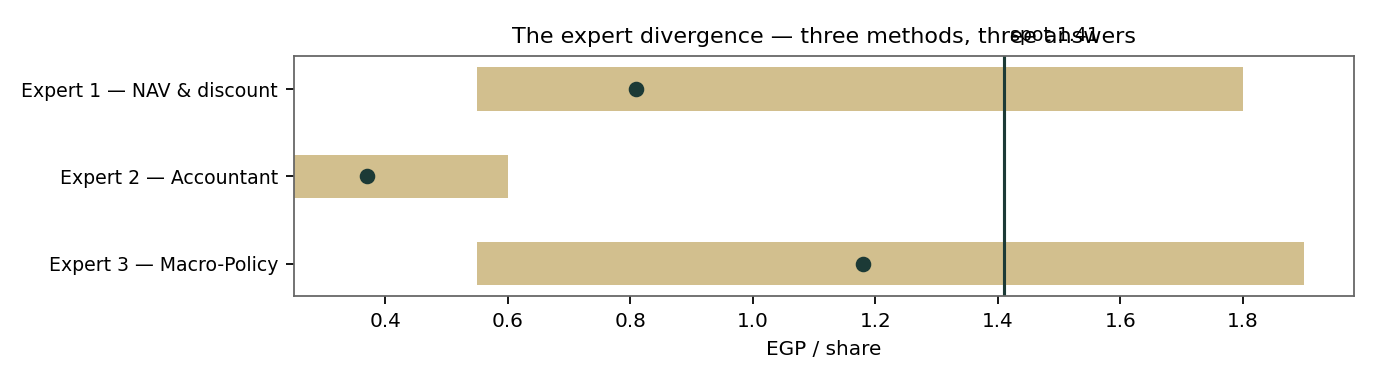 The expert divergence — three methods, three answers
spot 1.41
Expert 1 — NAV & discount
Expert 2 — Accountant
Expert 3 — Macro-Policy
0.4 0.6 0.8 1.0 1.2 1.4 1.6 1.8
EGP / share